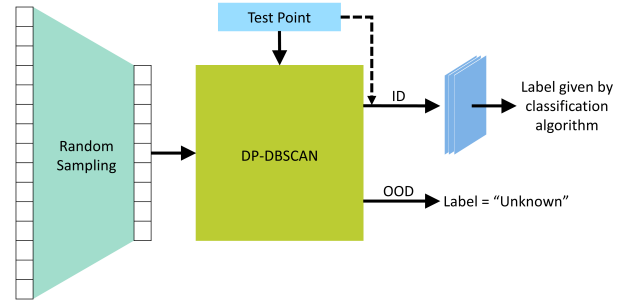 Test Point
Random
Sampling
DP-DBSCAN
ID
Label given by
classification
algorithm
OOD
Label = “Unknown”